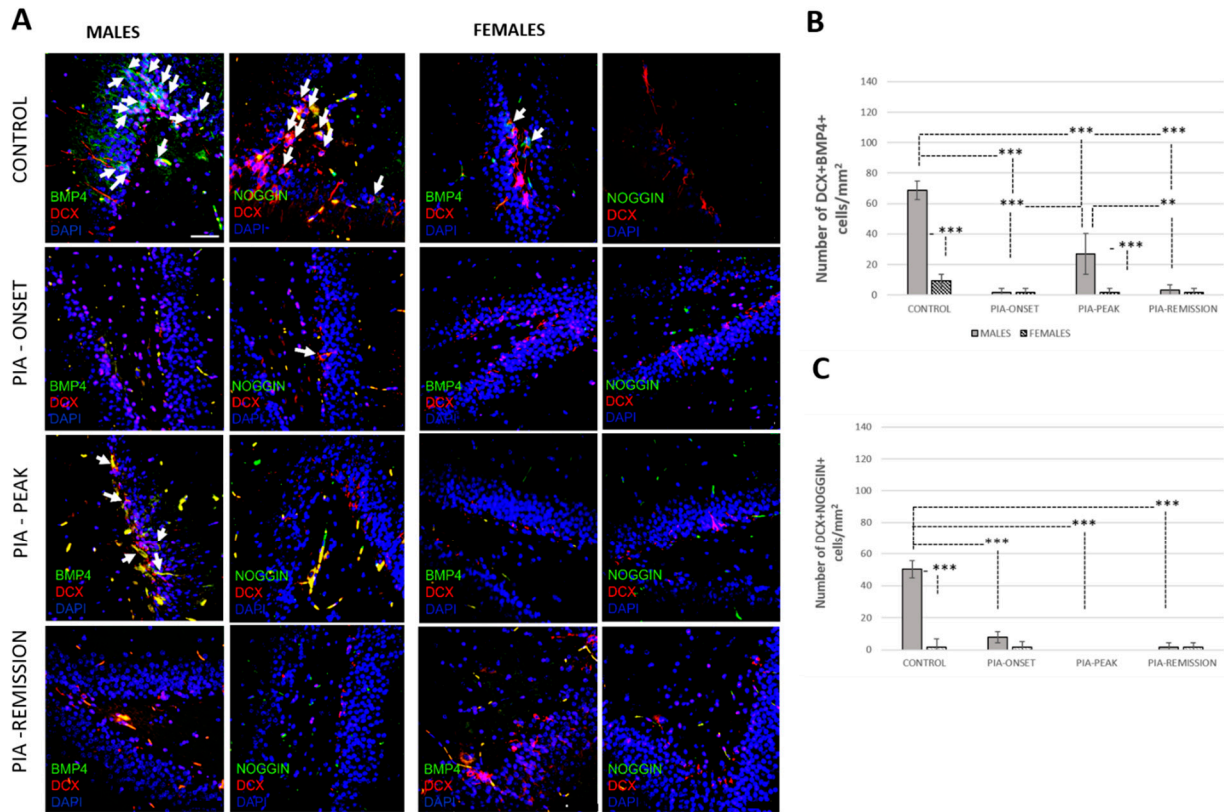 A
MALES
FEMALES
CONTROL
BMP4
DCX
DAPI
NOGGIN
DCX
DAPI
BMP4
DCX
DAPI
NOGGIN
DCX
DAPI
PIA - ONSET
BMP4
DCX
DAPI
NOGGIN
DCX
DAPI
BMP4
DCX
DAPI
NOGGIN
DCX
DAPI
PIA - PEAK
BMP4
DCX
DAPI
NOGGIN
DCX
DAPI
BMP4
DCX
DAPI
NOGGIN
DCX
DAPI
PIA -REMISSION
BMP4
DCX
DAPI
NOGGIN
DCX
DAPI
BMP4
DCX
DAPI
NOGGIN
DCX
DAPI
B
Number of DCX+BMP4+
cells/mm²
140
120
100
80
60
40
20
0
*** ***
***
*** **
*** ***
CONTROL PIA-ONSET PIA-PEAK PIA-REMISSION
MALES FEMALES
C
Number of DCX+NOGGIN+
cells/mm²
140
120
100
80
60
40
20
0
***
***
***
***
CONTROL PIA-ONSET PIA-PEAK PIA-REMISSION